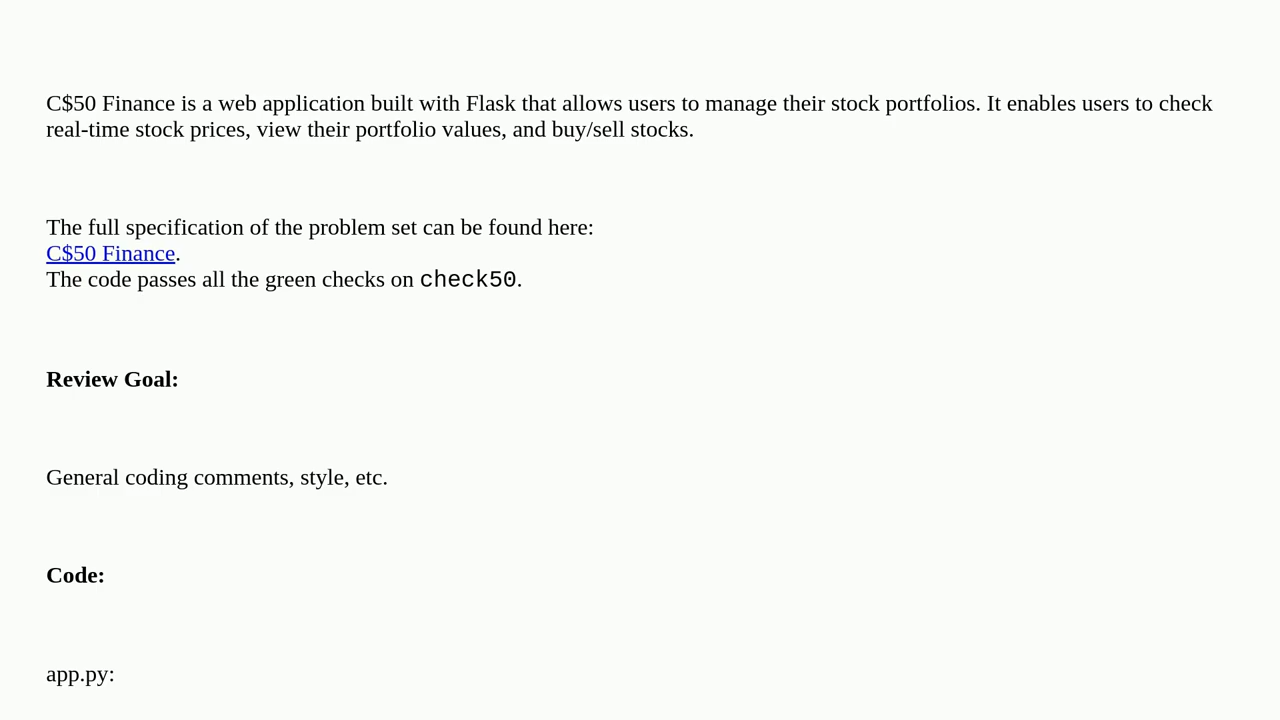 C$50 Finance is a web application built with Flask that allows users to manage their stock portfolios. It enables users to check
real-time stock prices, view their portfolio values, and buy/sell stocks.
The full specification of the problem set can be found here:
C$50 Finance.
The code passes all the green checks on check50.
Review Goal:
General coding comments, style, etc.
Code:
app.py: